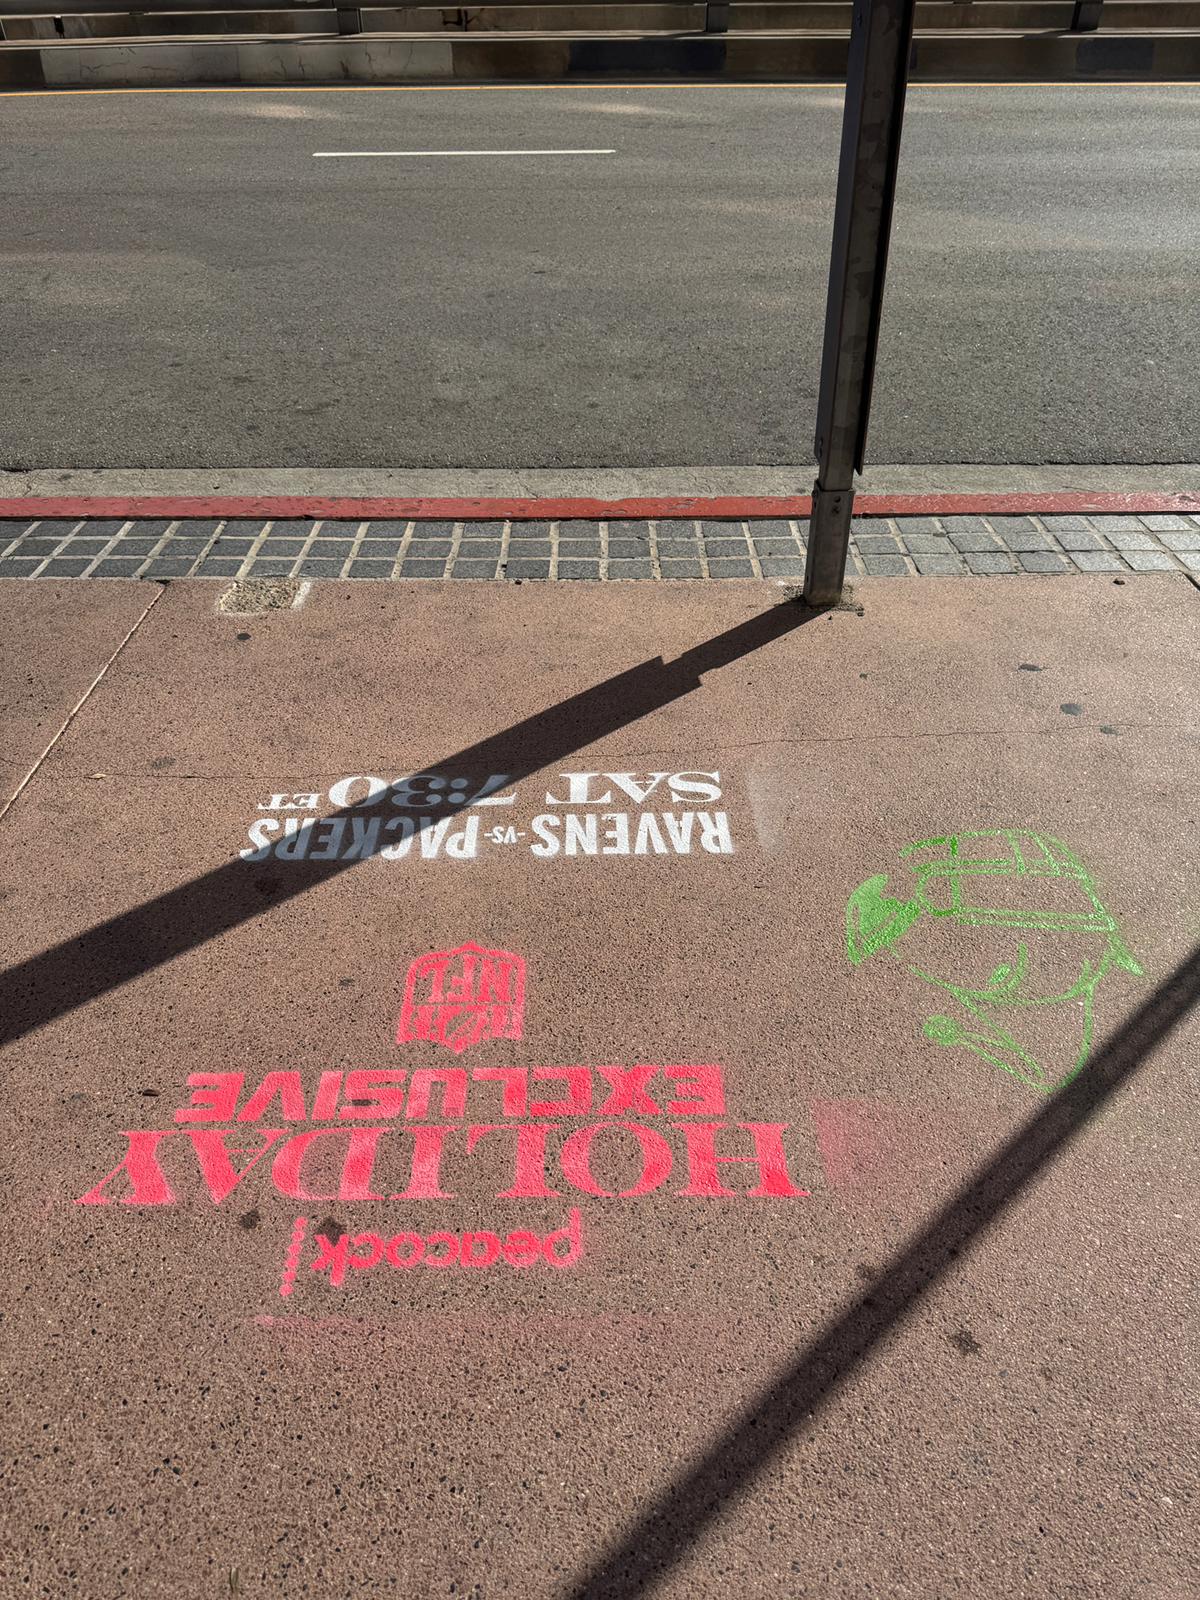 peacock
HOLIDAY
EXCLUSIVE
NFL
RAVENS -VS- PACKERS
SAT 7:30 ET